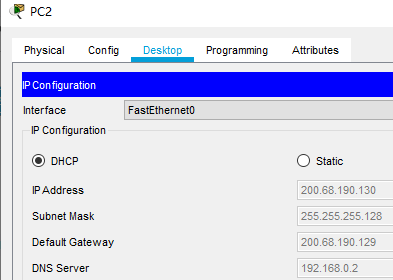 PC2
Physical Config Desktop Programming Attributes
IP Configuration
Interface FastEthernet0
IP Configuration
DHCP Static
IP Address 200.68.190.130
Subnet Mask 255.255.255.128
Default Gateway 200.68.190.129
DNS Server 192.168.0.2